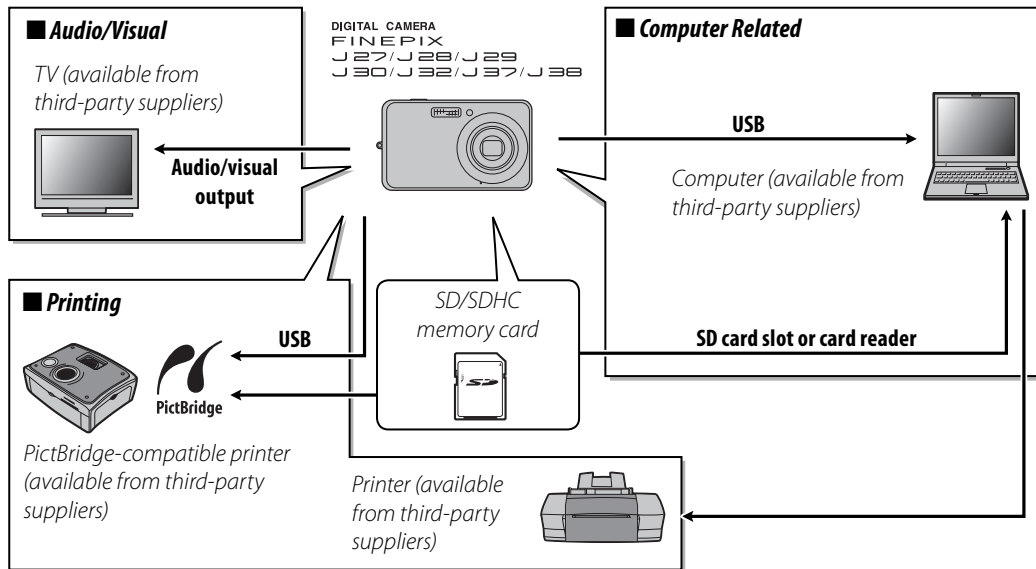 ■ Audio/Visual
TV (available from
third-party suppliers)
Audio/visual
output
DIGITAL CAMERA
FINEPIX
J27/J28/J29
J30/J32/J37/J38
■ Computer Related
USB
Computer (available from
third-party suppliers)
SD card slot or card reader
SD/SDHC
memory card
SD
■ Printing
USB
PictBridge
PictBridge-compatible printer
(available from third-party
suppliers)
Printer (available
from third-party
suppliers)